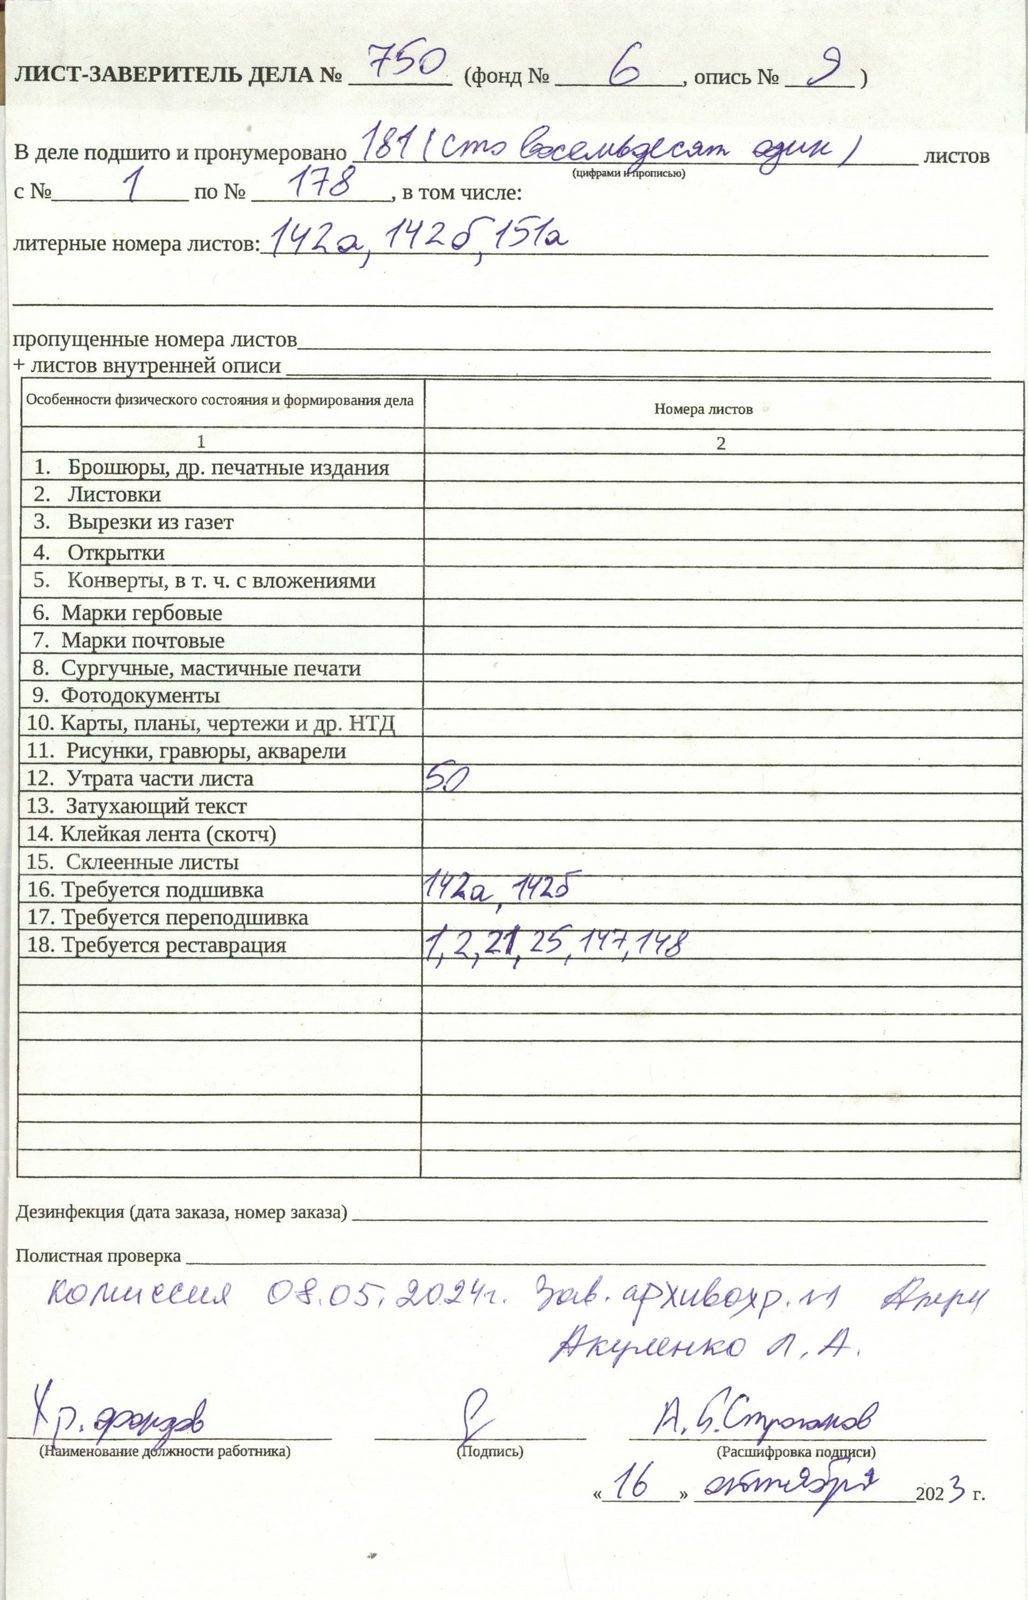 ЛИСТ-ЗАВЕРИТЕЛЬ ДЕЛА № 750 (фонд № 6, опись № 9)
В деле подшито и пронумеровано 181 (сто восемьдесят один) листов
(цифрами и прописью)
с № 1 по № 178, в том числе:
литерные номера листов: 142а, 142б, 151а
пропущенные номера листов
+ листов внутренней описи
Особенности физического состояния и формирования дела Номера листов
1 2
1. Брошюры, др. печатные издания
2. Листовки
3. Вырезки из газет
4. Открытки
5. Конверты, в т. ч. с вложениями
6. Марки гербовые
7. Марки почтовые
8. Сургучные, мастичные печати
9. Фотодокументы
10. Карты, планы, чертежи и др. НТД
11. Рисунки, гравюры, акварели
12. Утрата части листа 50
13. Затухающий текст
14. Клейкая лента (скотч)
15. Склеенные листы
16. Требуется подшивка 142а, 142б
17. Требуется переподшивка
18. Требуется реставрация 1, 2, 21, 25, 147, 148
Дезинфекция (дата заказа, номер заказа)
Полистная проверка
комиссия 08.05.2024г. Зав. архивохр.
Акуленко Л. А.
Хр. фондов А. Б. Строганов
(Наименование должности работника) (Подпись) (Расшифровка подписи)
« 16 » октября 2023 г.